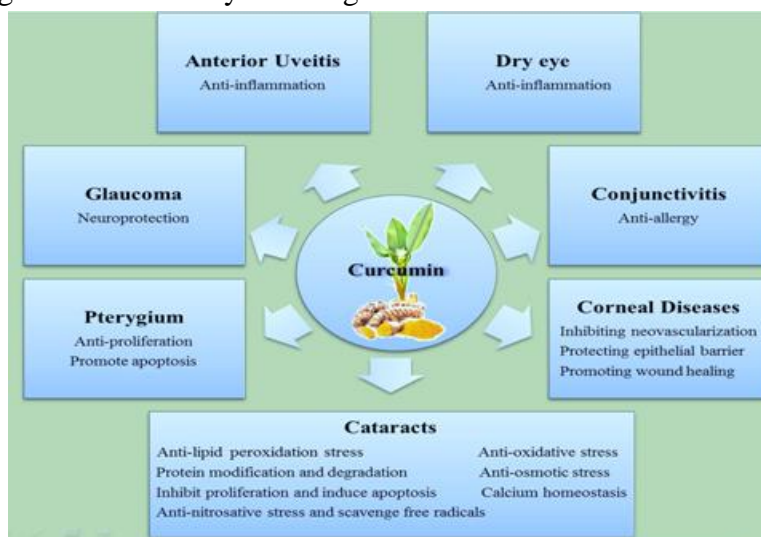 Anterior Uveitis
Anti-inflammation
Dry eye
Anti-inflammation
Glaucoma
Neuroprotection
Conjunctivitis
Anti-allergy
Curcumin
Pterygium
Anti-proliferation
Promote apoptosis
Corneal Diseases
Inhibiting neovascularization
Protecting epithelial barrier
Promoting wound healing
Cataracts
Anti-lipid peroxidation stress
Protein modification and degradation
Inhibit proliferation and induce apoptosis
Anti-nitrosative stress and scavenge free radicals
Anti-oxidative stress
Anti-osmotic stress
Calcium homeostasis